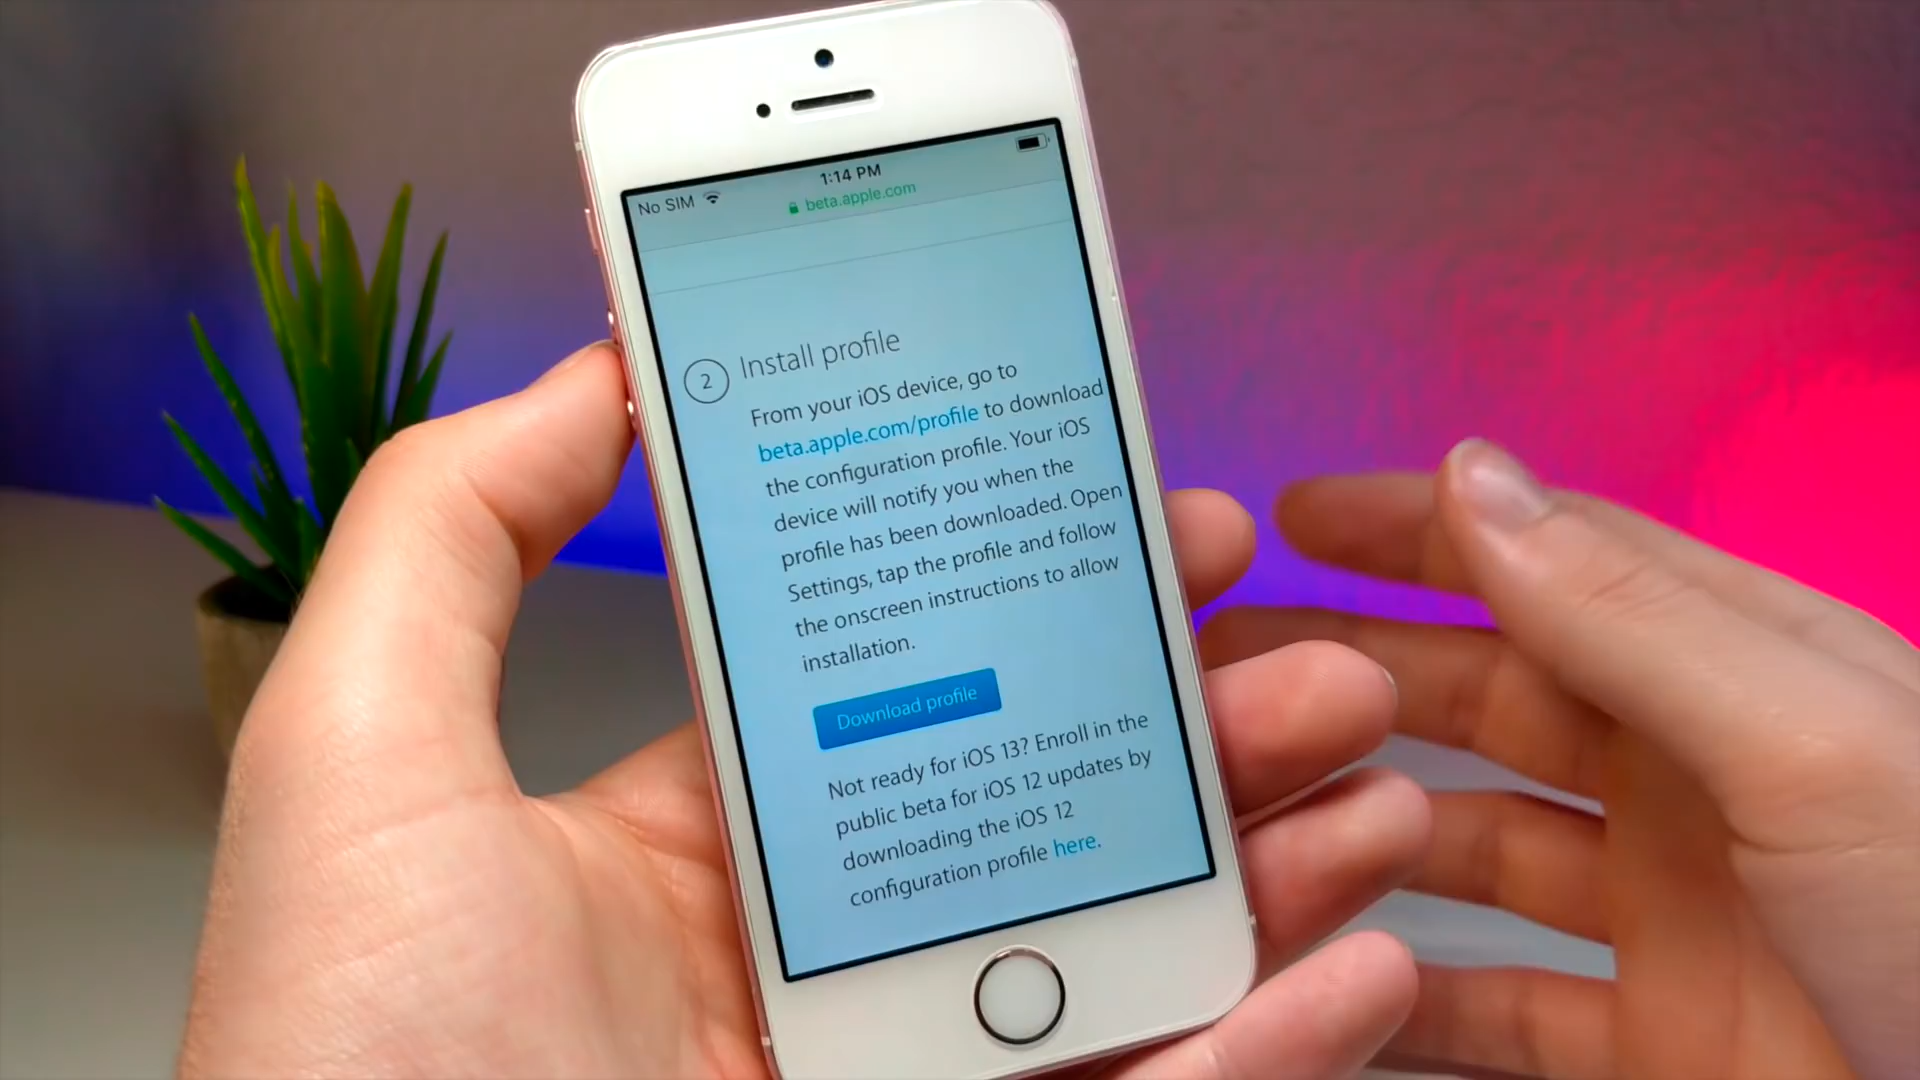 1:14 PM
No SIM
beta.apple.com
2
Install profile
From your iOS device, go to
beta.apple.com/profile to download
the configuration profile. Your iOS
device will notify you when the
profile has been downloaded. Open
Settings, tap the profile and follow
the onscreen instructions to allow
installation.
Download profile
Not ready for iOS 13? Enroll in the
public beta for iOS 12 updates by
downloading the iOS 12
configuration profile here.